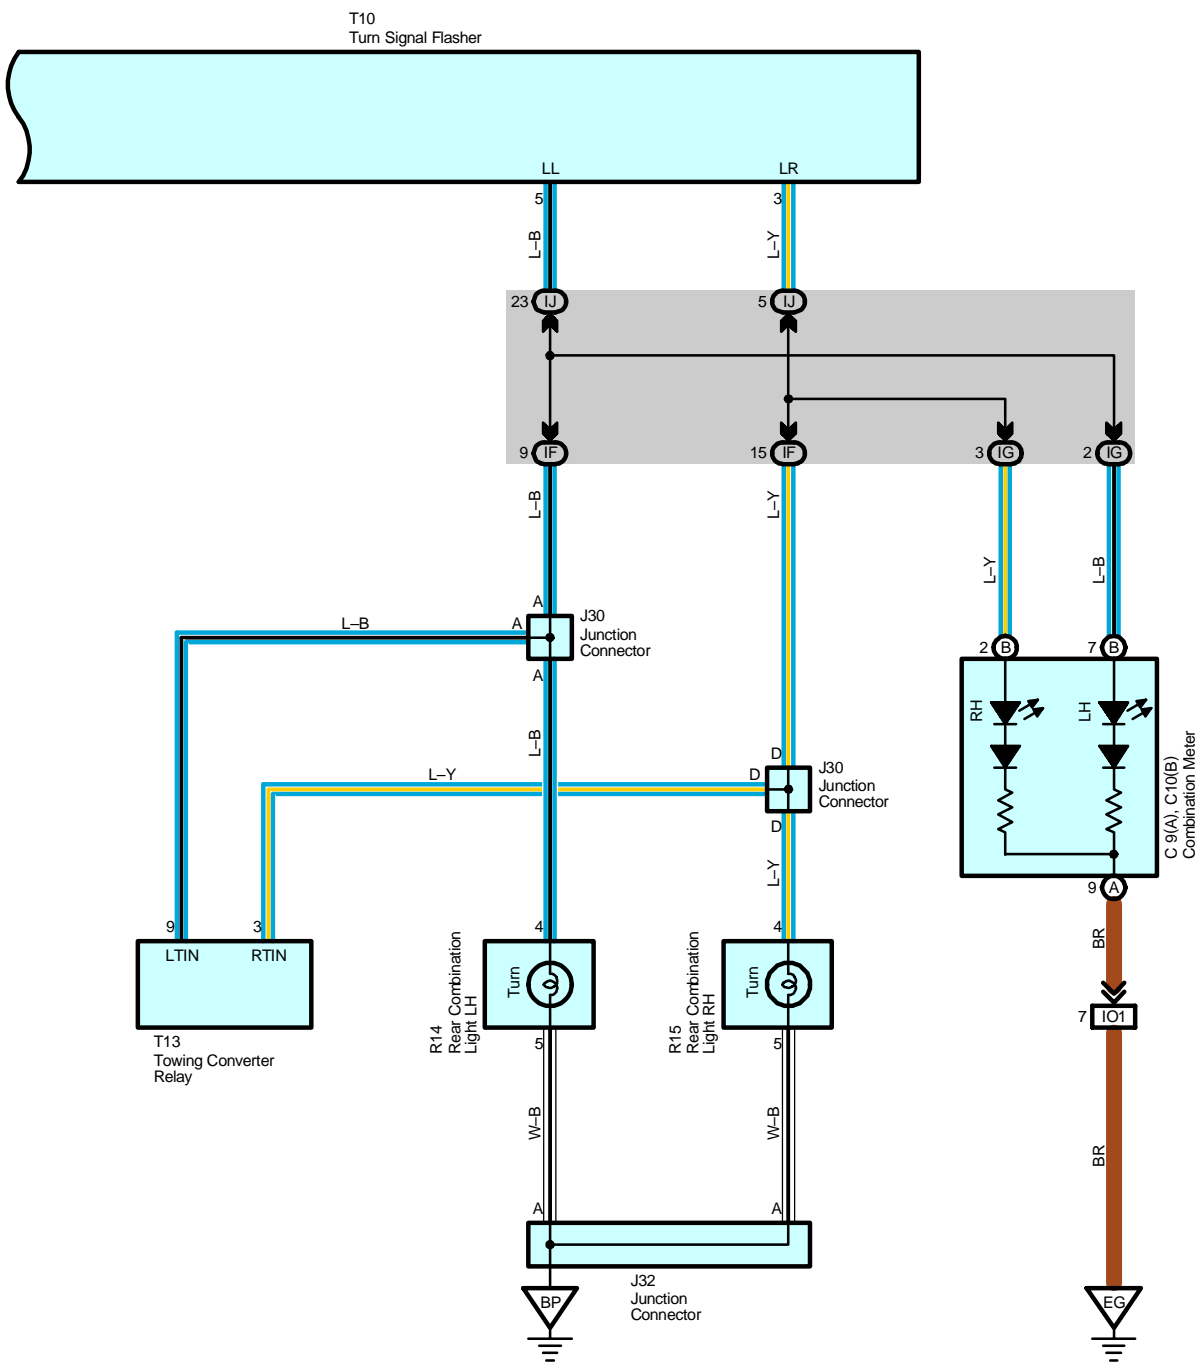 T10
Turn Signal Flasher
LL
LR
5
3
L–B
L–Y
23 IJ
5 IJ
9 IF
15 IF
3 IG
2 IG
L–B
L–Y
L–Y
L–B
A
A
J30
Junction
Connector
L–B
A
2 B
7 B
RH
LH
C 9(A), C10(B)
Combination Meter
L–B
D
D
J30
Junction
Connector
L–Y
D
L–Y
9 A
9
3
4
4
LTIN
RTIN
BR
Turn
Turn
R14
Rear Combination
Light LH
R15
Rear Combination
Light RH
7 IO1
T13
Towing Converter
Relay
5
5
W–B
W–B
BR
A
A
J32
Junction
Connector
BP
EG